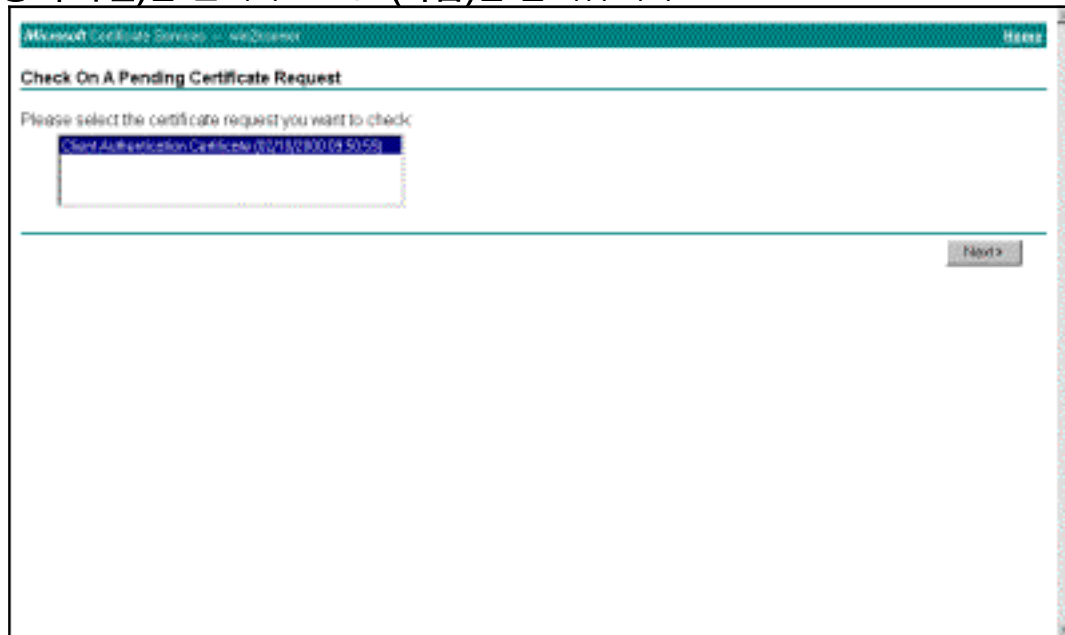 Microsoft Certificate Services -- win2kserver
Home
Check On A Pending Certificate Request
Please select the certificate request you want to check:
Client Authentication Certificate
Next >